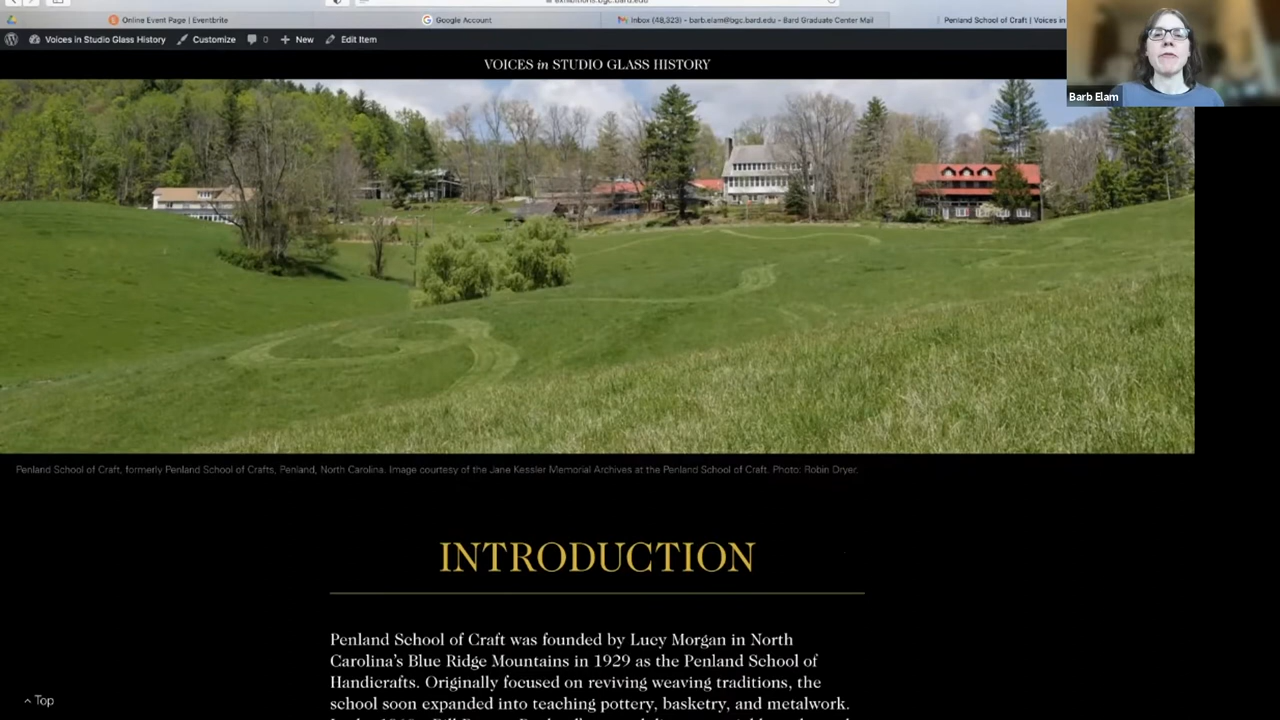 exhibitions.bgc.bard.edu
Online Event Page | Eventbrite
Google Account
Inbox (48,323) - barb.elam@bgc.bard.edu - Bard Graduate Center Mail
Penland School of Craft | Voices in
Voices in Studio Glass History
Customize
0
New
Edit Item
VOICES in STUDIO GLASS HISTORY
Barb Elam
Penland School of Craft, formerly Penland School of Crafts, Penland, North Carolina. Image courtesy of the Jane Kessler Memorial Archives at the Penland School of Craft. Photo: Robin Dryer.
INTRODUCTION
Penland School of Craft was founded by Lucy Morgan in North
Carolina's Blue Ridge Mountains in 1929 as the Penland School of
Handicrafts. Originally focused on reviving weaving traditions, the
school soon expanded into teaching pottery, basketry, and metalwork.
Top